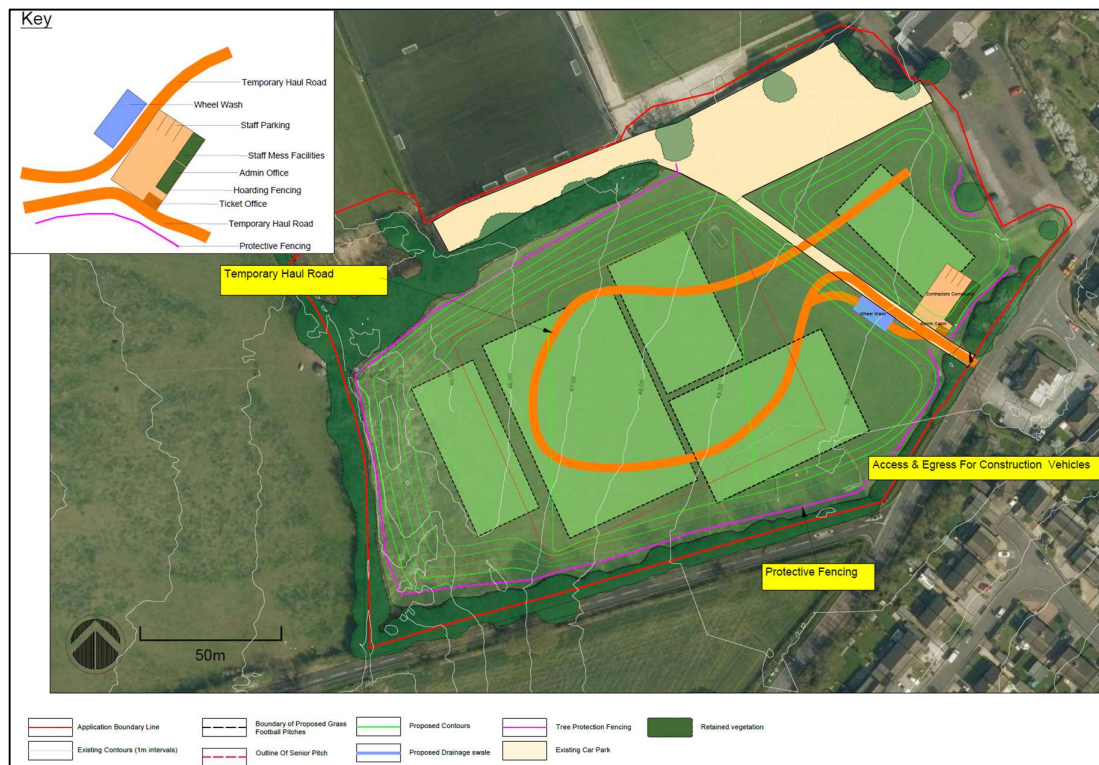 Key
Temporary Haul Road
Wheel Wash
Staff Parking
Staff Mess Facilities
Admin Office
Hoarding Fencing
Ticket Office
Temporary Haul Road
Protective Fencing
Temporary Haul Road
Contractors Compound
Wheel Wash
Access & Egress For Construction Vehicles
Protective Fencing
50m
Application Boundary Line
Boundary of Proposed Grass
Football Pitches
Proposed Contours
Tree Protection Fencing
Retained vegetation
Existing Contours (1m intervals)
Outline Of Senior Pitch
Proposed Drainage swale
Existing Car Park